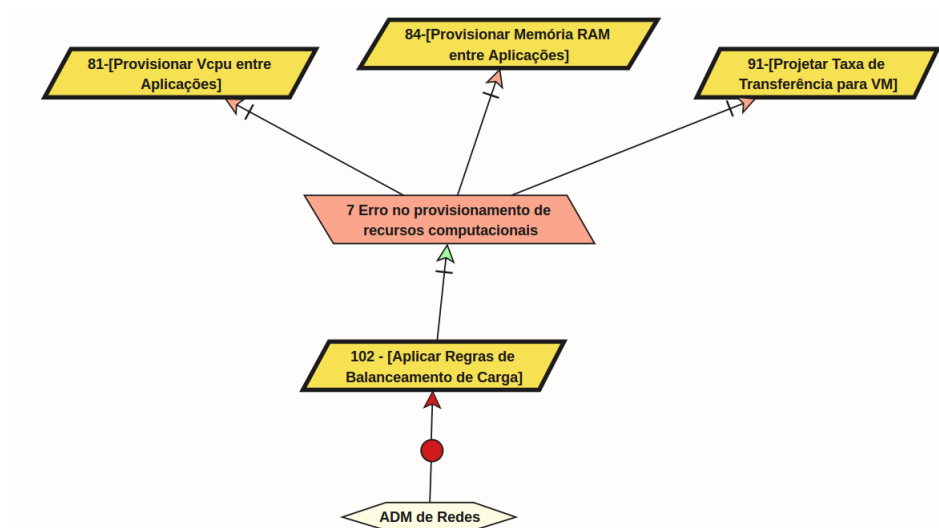 84-[Provisionar Memória RAM
entre Aplicações]
81-[Provisionar Vcpu entre
Aplicações]
91-[Projetar Taxa de
Transferência para VM]
7 Erro no provisionamento de
recursos computacionais
102 - [Aplicar Regras de
Balanceamento de Carga]
ADM de Redes